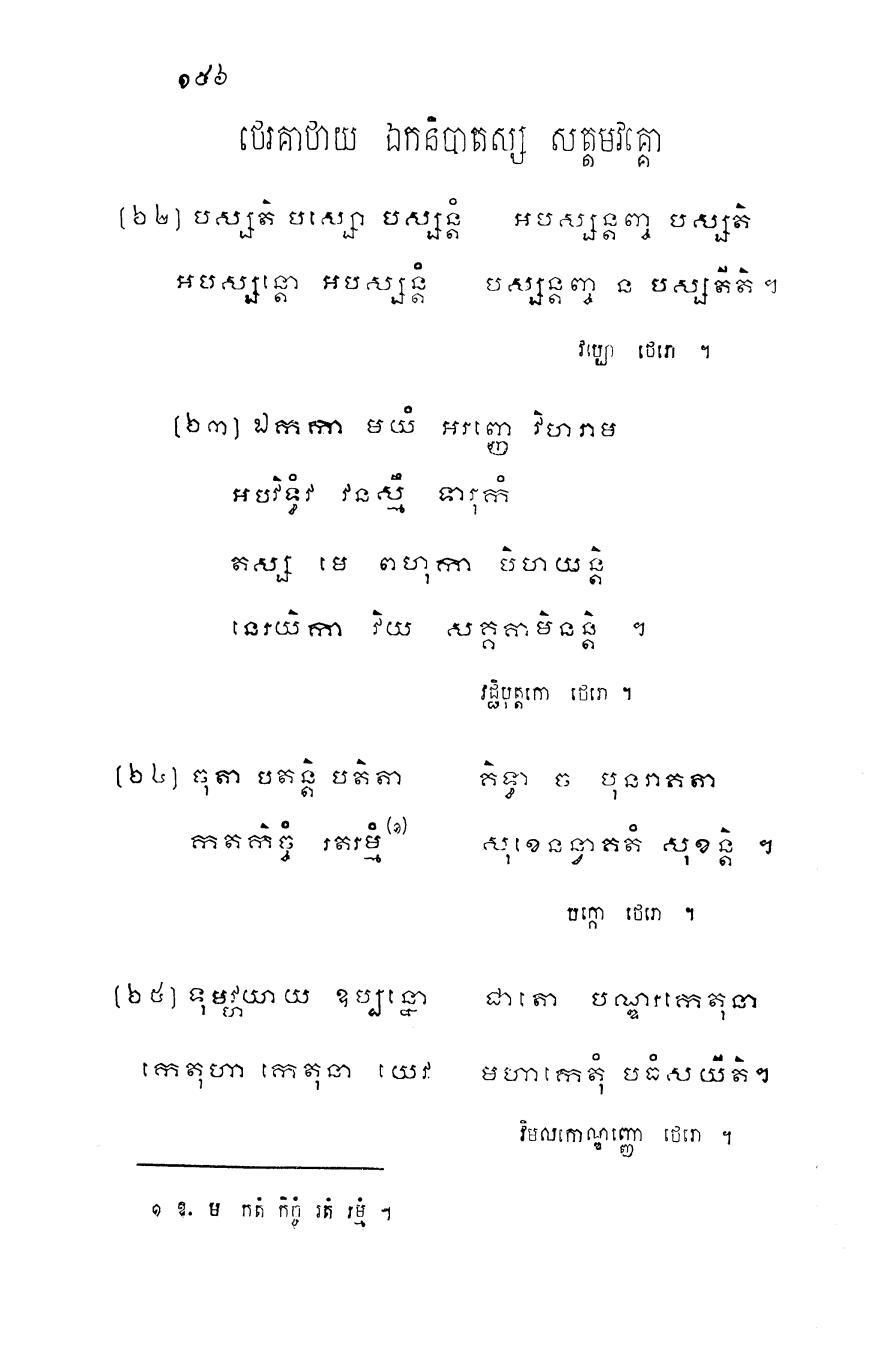 ១៩៦
ថេរគាថាយ ឯកនិបាតស្ស សត្តមវគ្គោ
(៦២) បស្សតិ បស្សោ បស្សន្តំ អបស្សន្តញ្ច បស្សតិ
អបស្សន្តោ អបស្សន្តំ បស្សន្តញ្ច ន បស្សតីតិ ។
វប្បោ ថេរោ ។
(៦៣) ឯកកា មយំ អរញ្ញេ វិហរាម
អបវិទ្ធំវ វនស្មឹ ទារុកំ
តស្ស មេ ពហុកា បិហយន្តិ
នេរយិកា វិយ សគ្គគាមិនន្តិ ។
វជ្ជិបុត្តកោ ថេរោ ។
(៦៤) ចុតា បតន្តិ បតិតា គិទ្ធា ច បុនរាគតា
កតកិច្ចំ រតរម្មំ(១) សុខេនន្វាគតំ សុខន្តិ ។
បក្កោ ថេរោ ។
(៦៥) ទុមវ្ហយាយ ឧប្បន្នោ ជាតោ បណ្ឌរកេតុនា
កេតុហា កេតុនា យេវ មហាកេតុំ បធំសយីតិ។
វិមលកោណ្ឌញ្ញោ ថេរោ ។
១ ឧ. ម កតំ កិច្ចំ រតំ រម្មំ ។